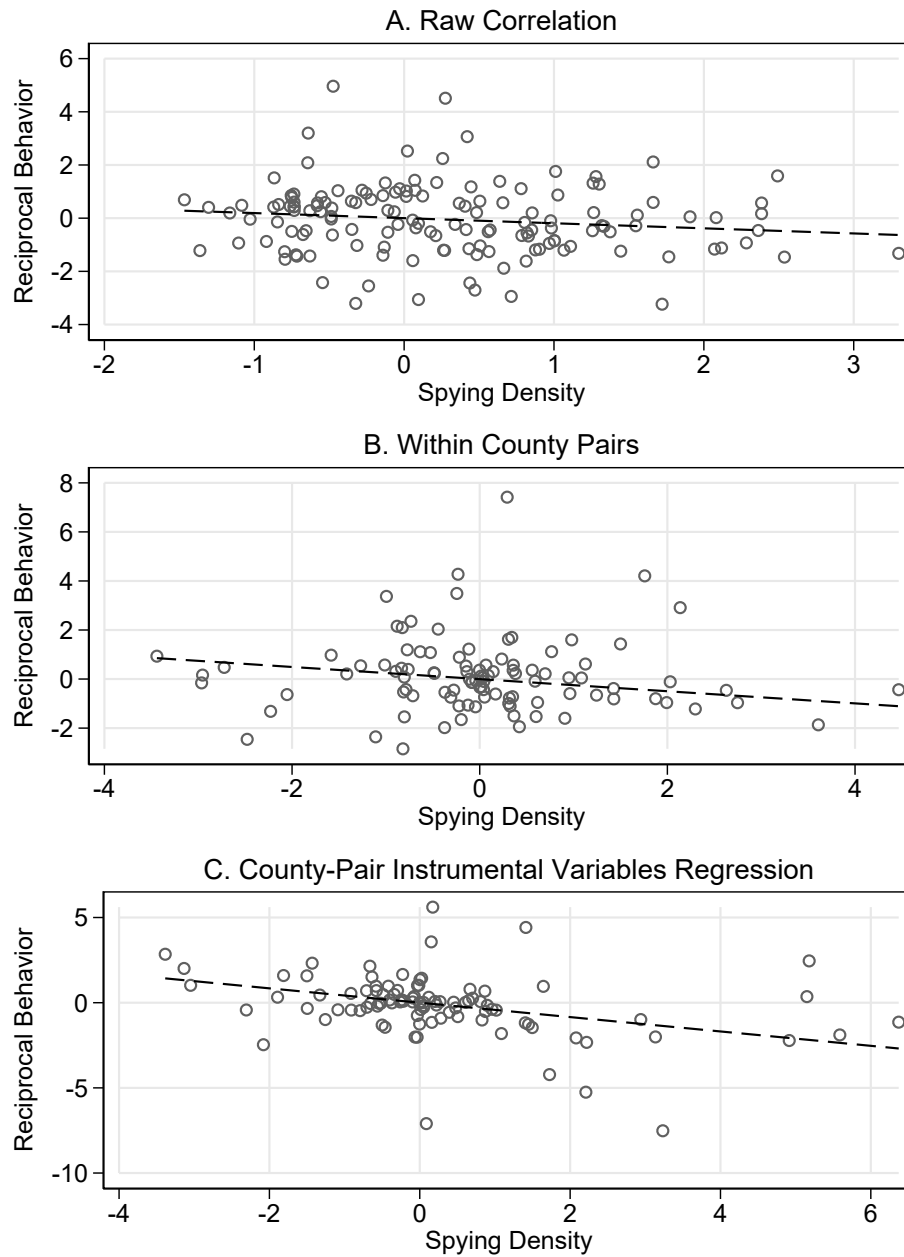 A. Raw Correlation
6
4
2
0
-2
-4
Reciprocal Behavior
-2 -1 0 1 2 3
Spying Density
B. Within County Pairs
8
6
4
2
0
-2
Reciprocal Behavior
-4 -2 0 2 4
Spying Density
C. County-Pair Instrumental Variables Regression
5
0
-5
-10
Reciprocal Behavior
-4 -2 0 2 4 6
Spying Density